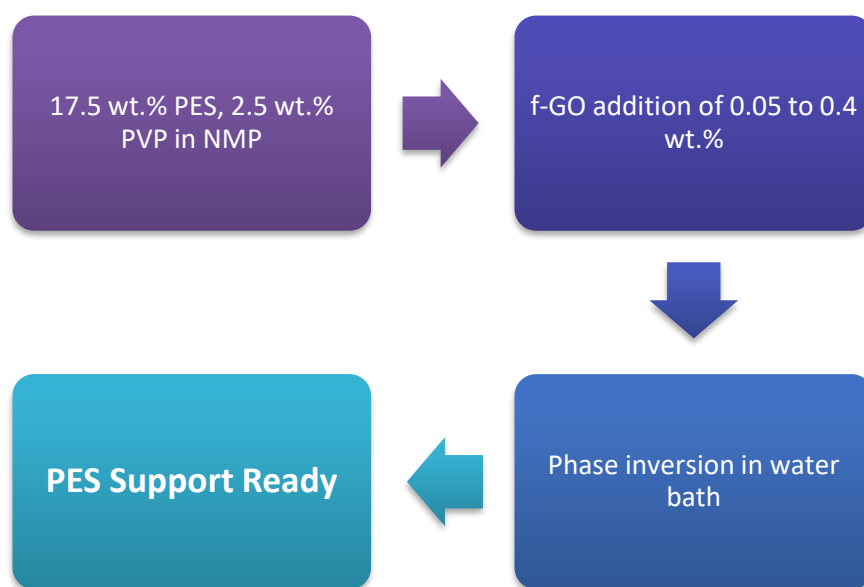 17.5 wt.% PES, 2.5 wt.%
PVP in NMP
f-GO addition of 0.05 to 0.4
wt.%
Phase inversion in water
bath
PES Support Ready